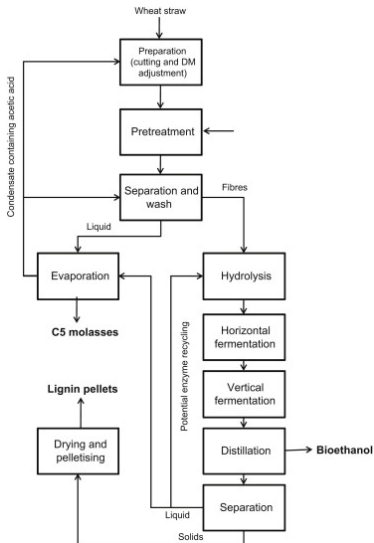 Wheat straw
Preparation
(cutting and DM
adjustment)
Condensate containing acetic acid
Pretreatment
Separation and
wash
Fibres
Liquid
Evaporation
Hydrolysis
C5 molasses
Potential enzyme recycling
Horizontal
fermentation
Vertical
fermentation
Lignin pellets
Drying and
pelletising
Distillation
Bioethanol
Separation
Liquid
Solids